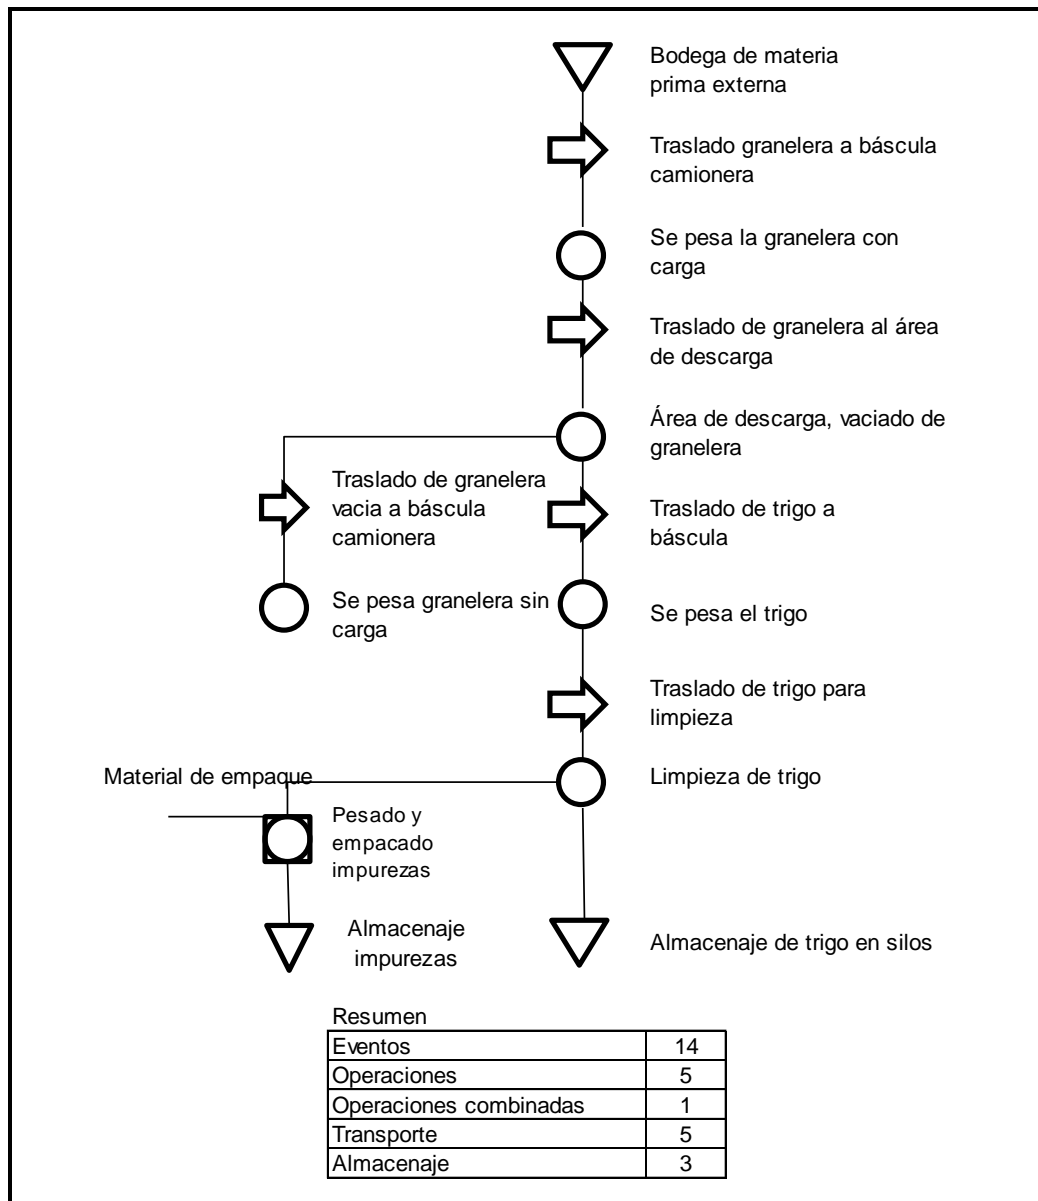 Bodega de materia
prima externa
Traslado granelera a báscula
camionera
Se pesa la granelera con
carga
Traslado de granelera al área
de descarga
Área de descarga, vaciado de
granelera
Traslado de granelera
vacia a báscula
camionera
Traslado de trigo a
báscula
Se pesa granelera sin
carga
Se pesa el trigo
Traslado de trigo para
limpieza
Material de empaque
Limpieza de trigo
Pesado y
empacado
impurezas
Almacenaje
impurezas
Almacenaje de trigo en silos
Resumen
Eventos 14
Operaciones 5
Operaciones combinadas 1
Transporte 5
Almacenaje 3